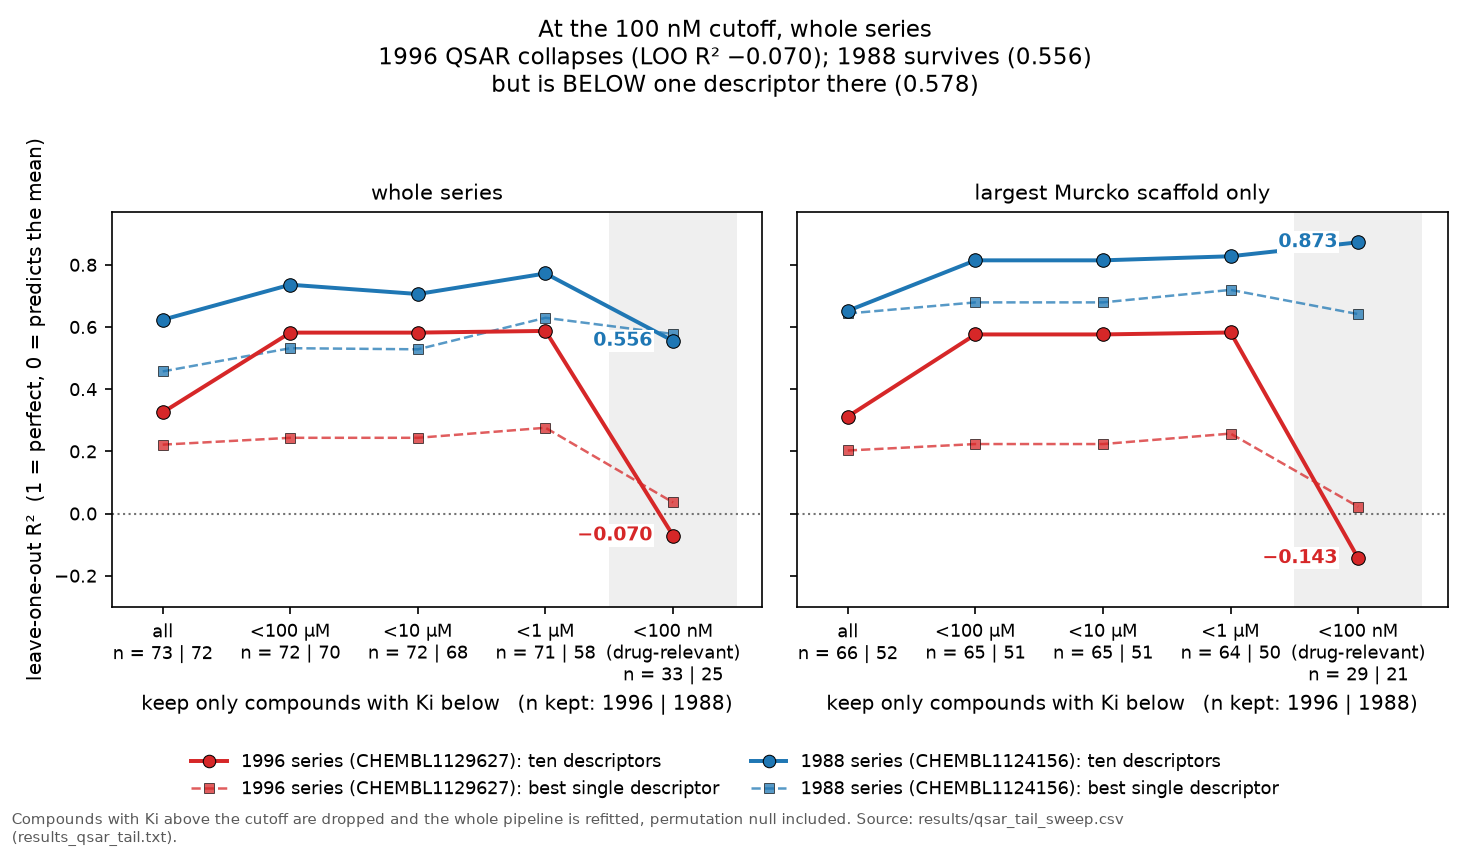 At the 100 nM cutoff, whole series
1996 QSAR collapses (LOO R² −0.070); 1988 survives (0.556)
but is BELOW one descriptor there (0.578)
leave-one-out R² (1 = perfect, 0 = predicts the mean)
whole series
0.8
0.6
0.4
0.2
0.0
−0.2
0.556
−0.070
all
n = 73 | 72
<100 µM
n = 72 | 70
<10 µM
n = 72 | 68
<1 µM
n = 71 | 58
<100 nM
(drug-relevant)
n = 33 | 25
keep only compounds with Ki below (n kept: 1996 | 1988)
largest Murcko scaffold only
0.873
−0.143
all
n = 66 | 52
<100 µM
n = 65 | 51
<10 µM
n = 65 | 51
<1 µM
n = 64 | 50
<100 nM
(drug-relevant)
n = 29 | 21
keep only compounds with Ki below (n kept: 1996 | 1988)
1996 series (CHEMBL1129627): ten descriptors
1996 series (CHEMBL1129627): best single descriptor
1988 series (CHEMBL1124156): ten descriptors
1988 series (CHEMBL1124156): best single descriptor
Compounds with Ki above the cutoff are dropped and the whole pipeline is refitted, permutation null included. Source: results/qsar_tail_sweep.csv
(results_qsar_tail.txt).